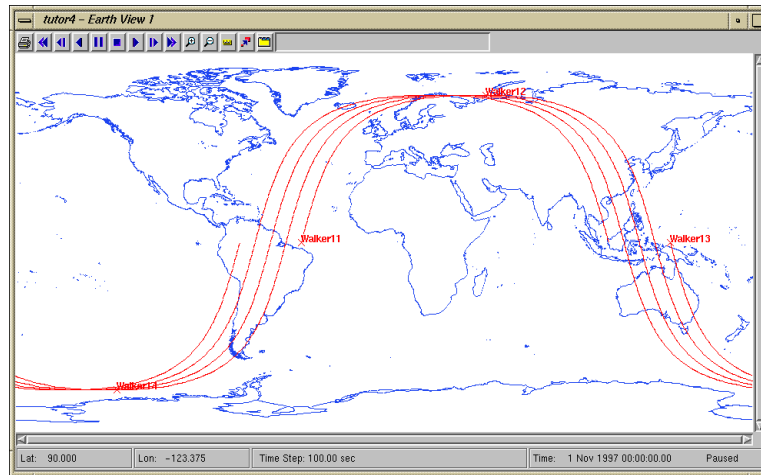 tutor4 – Earth View 1
Walker12
Walker11
Walker13
Walker14
Lat: 90.000
Lon: -123.375
Time Step: 100.00 sec
Time: 1 Nov 1997 00:00:00.00 Paused